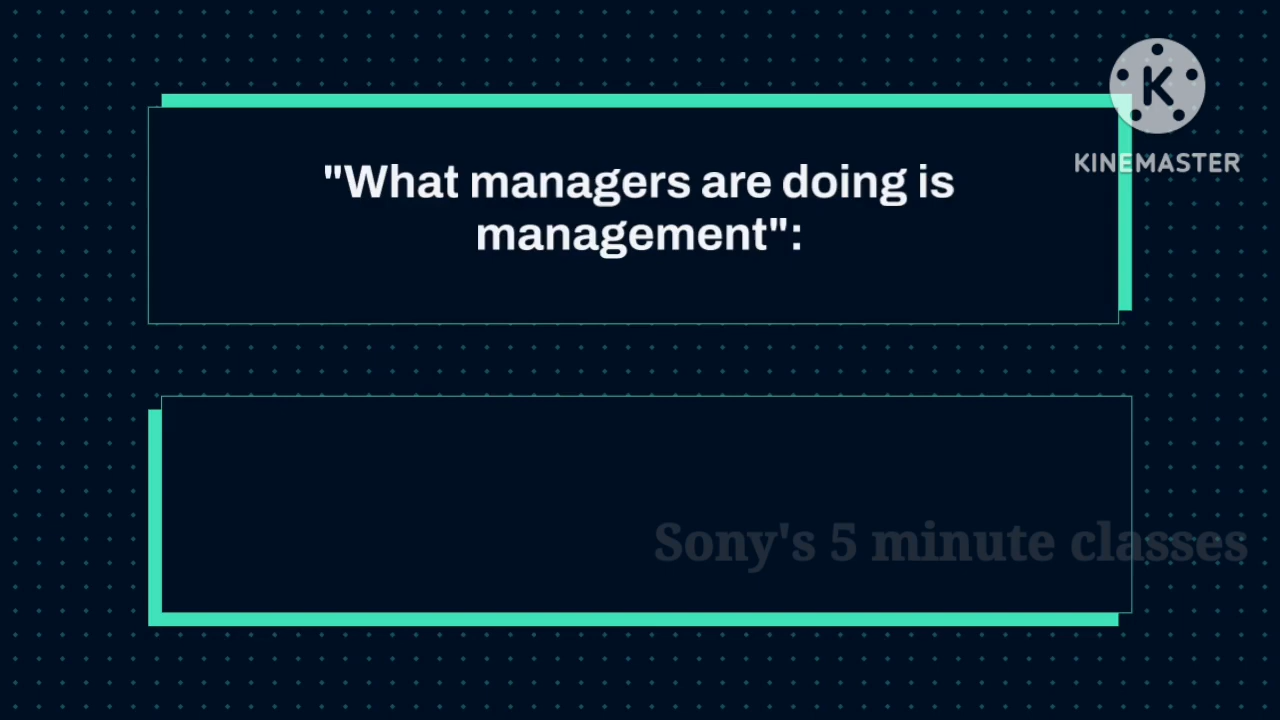 "What managers are doing is
management":
K
KINEMASTER
Sony's 5 minute classes